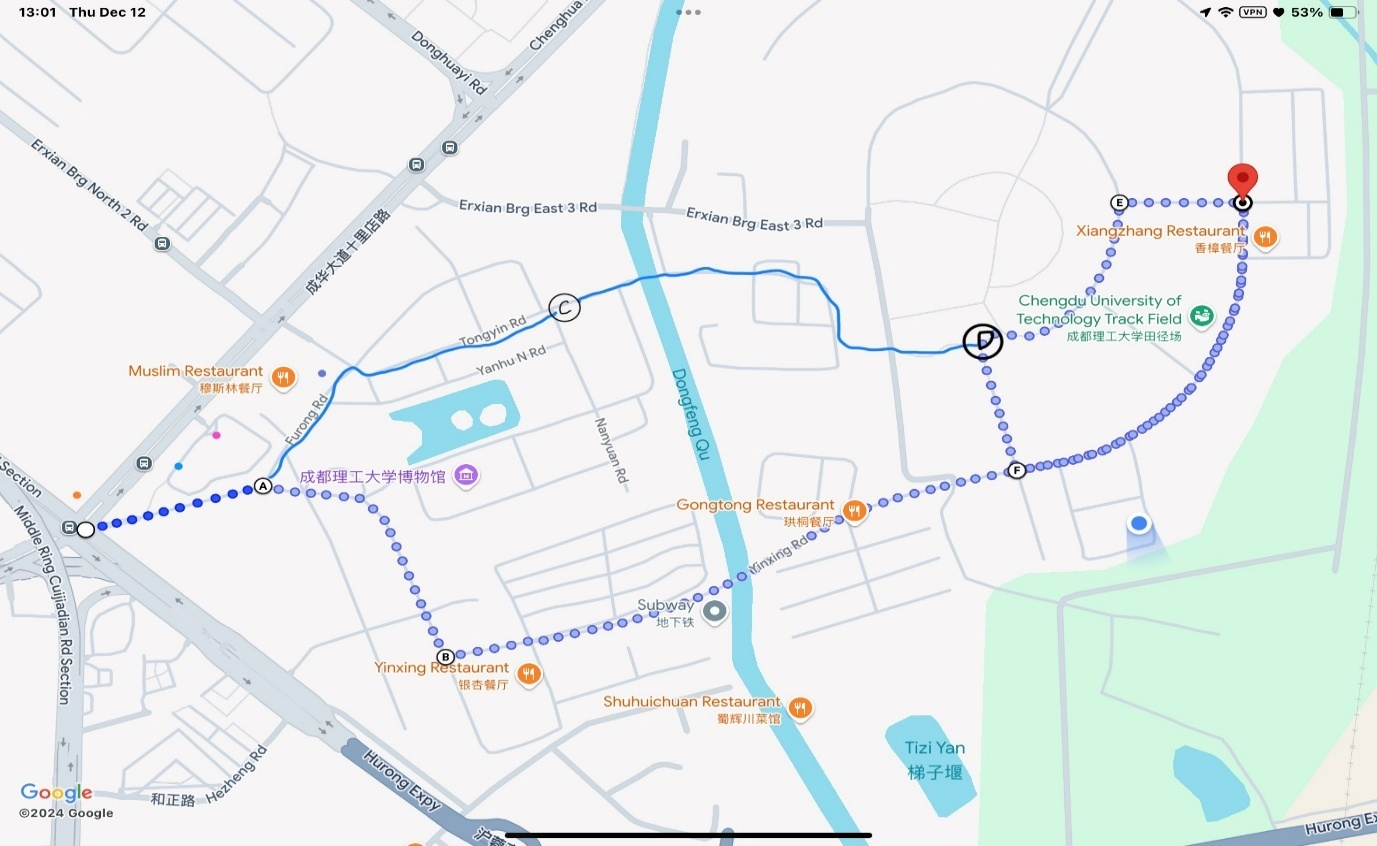 13:01 Thu Dec 12
VPN 53%
Donghuayi Rd
Chenghua
Erxian Brg North 2 Rd
成华大道十里店路
Erxian Brg East 3 Rd
Erxian Brg East 3 Rd
E
Xiangzhang Restaurant
香樟餐厅
Chengdu University of
Technology Track Field
成都理工大学田径场
C
D
Tongyin Rd
Yanhu N Rd
Muslim Restaurant
穆斯林餐厅
Furong Rd
Dongfeng Qu
Nanyuan Rd
成都理工大学博物馆
A
F
Section
Middle Ring Cuijiadian Rd Section
Gongtong Restaurant
珙桐餐厅
Yinxing Rd
Subway
地下铁
B
Yinxing Restaurant
银杏餐厅
Shuhuichuan Restaurant
蜀辉川菜馆
Tizi Yan
梯子堰
Hurong Expy
沪蓉
Hezheng Rd
和正路
Google
©2024 Google
Hurong Ex